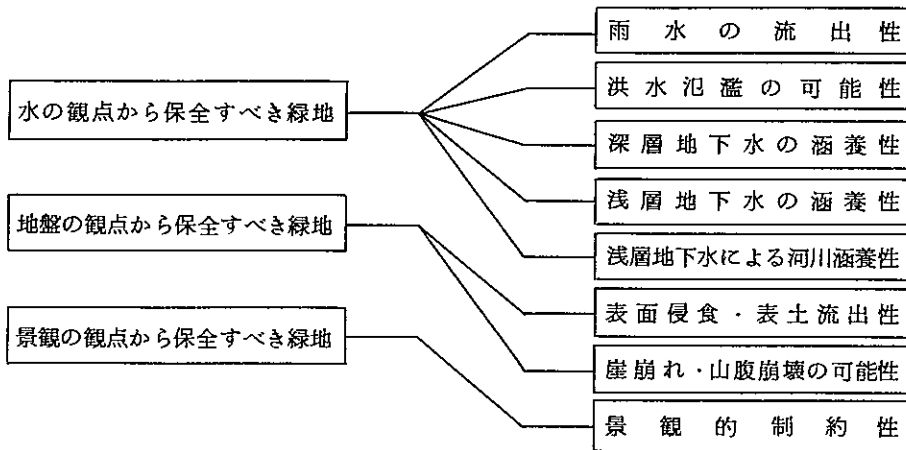 水の観点から保全すべき緑地
地盤の観点から保全すべき緑地
景観の観点から保全すべき緑地
雨水の流出性
洪水氾濫の可能性
深層地下水の涵養性
浅層地下水の涵養性
浅層地下水による河川涵養性
表面侵食・表土流出性
崖崩れ・山腹崩壊の可能性
景観的制約性